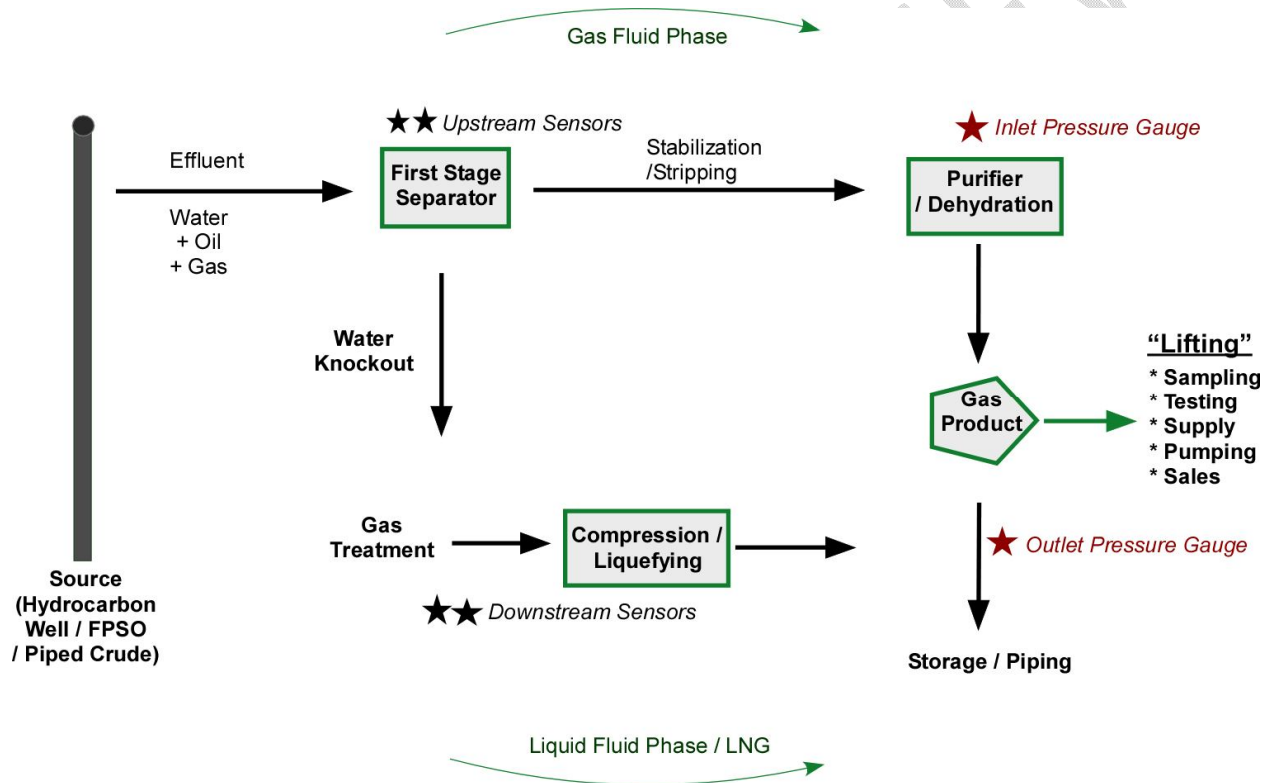 Gas Fluid Phase
★★ Upstream Sensors
★ Inlet Pressure Gauge
Effluent
Water
+ Oil
+ Gas
First Stage
Separator
Stabilization
/Stripping
Purifier
/ Dehydration
Water
Knockout
Gas
Product
“Lifting”
* Sampling
* Testing
* Supply
* Pumping
* Sales
Gas
Treatment
Compression /
Liquefying
★★ Downstream Sensors
★ Outlet Pressure Gauge
Source
(Hydrocarbon
Well / FPSO
/ Piped Crude)
Storage / Piping
Liquid Fluid Phase / LNG